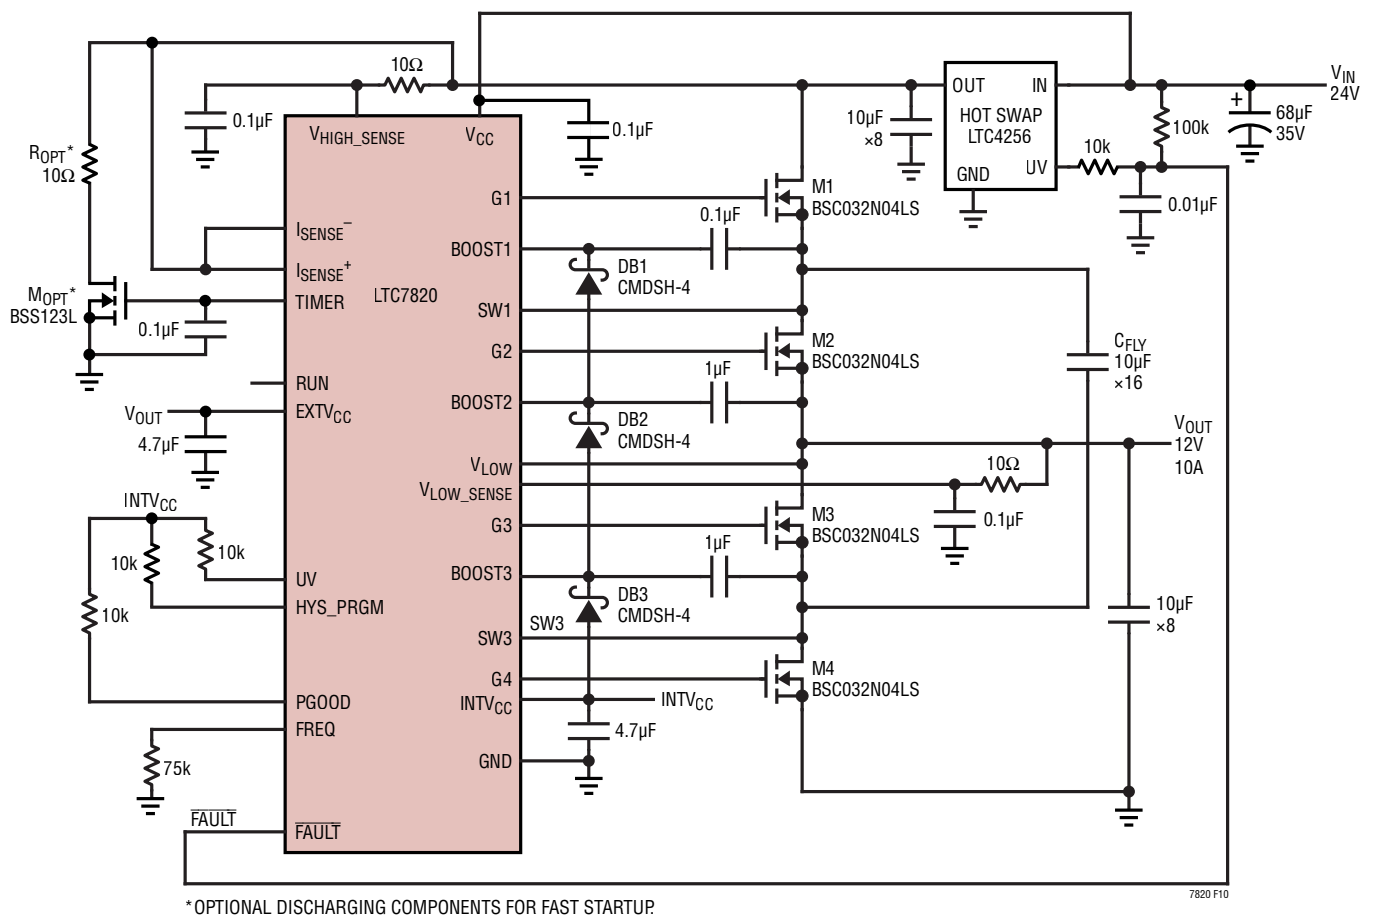 VIN
24V
10Ω
OUT
IN
HOT SWAP
LTC4256
GND
UV
10µF
×8
68µF
35V
+
100k
10k
0.01µF
0.1µF
VHIGH_SENSE
VCC
0.1µF
ROPT*
10Ω
G1
M1
BSC032N04LS
0.1µF
ISENSE–
BOOST1
ISENSE+
DB1
CMDSH-4
MOPT*
BSS123L
TIMER
LTC7820
0.1µF
SW1
G2
M2
BSC032N04LS
CFLY
10µF
×16
1µF
RUN
VOUT
EXTVCC
4.7µF
BOOST2
DB2
CMDSH-4
VOUT
12V
10A
VLOW
VLOW_SENSE
10Ω
0.1µF
INTVCC
G3
M3
BSC032N04LS
10k
10k
10k
1µF
UV
BOOST3
HYS_PRGM
DB3
CMDSH-4
SW3
SW3
10µF
×8
G4
M4
BSC032N04LS
PGOOD
INTVCC
INTVCC
FREQ
4.7µF
75k
GND
FAULT
FAULT
7820 F10
*OPTIONAL DISCHARGING COMPONENTS FOR FAST STARTUP.